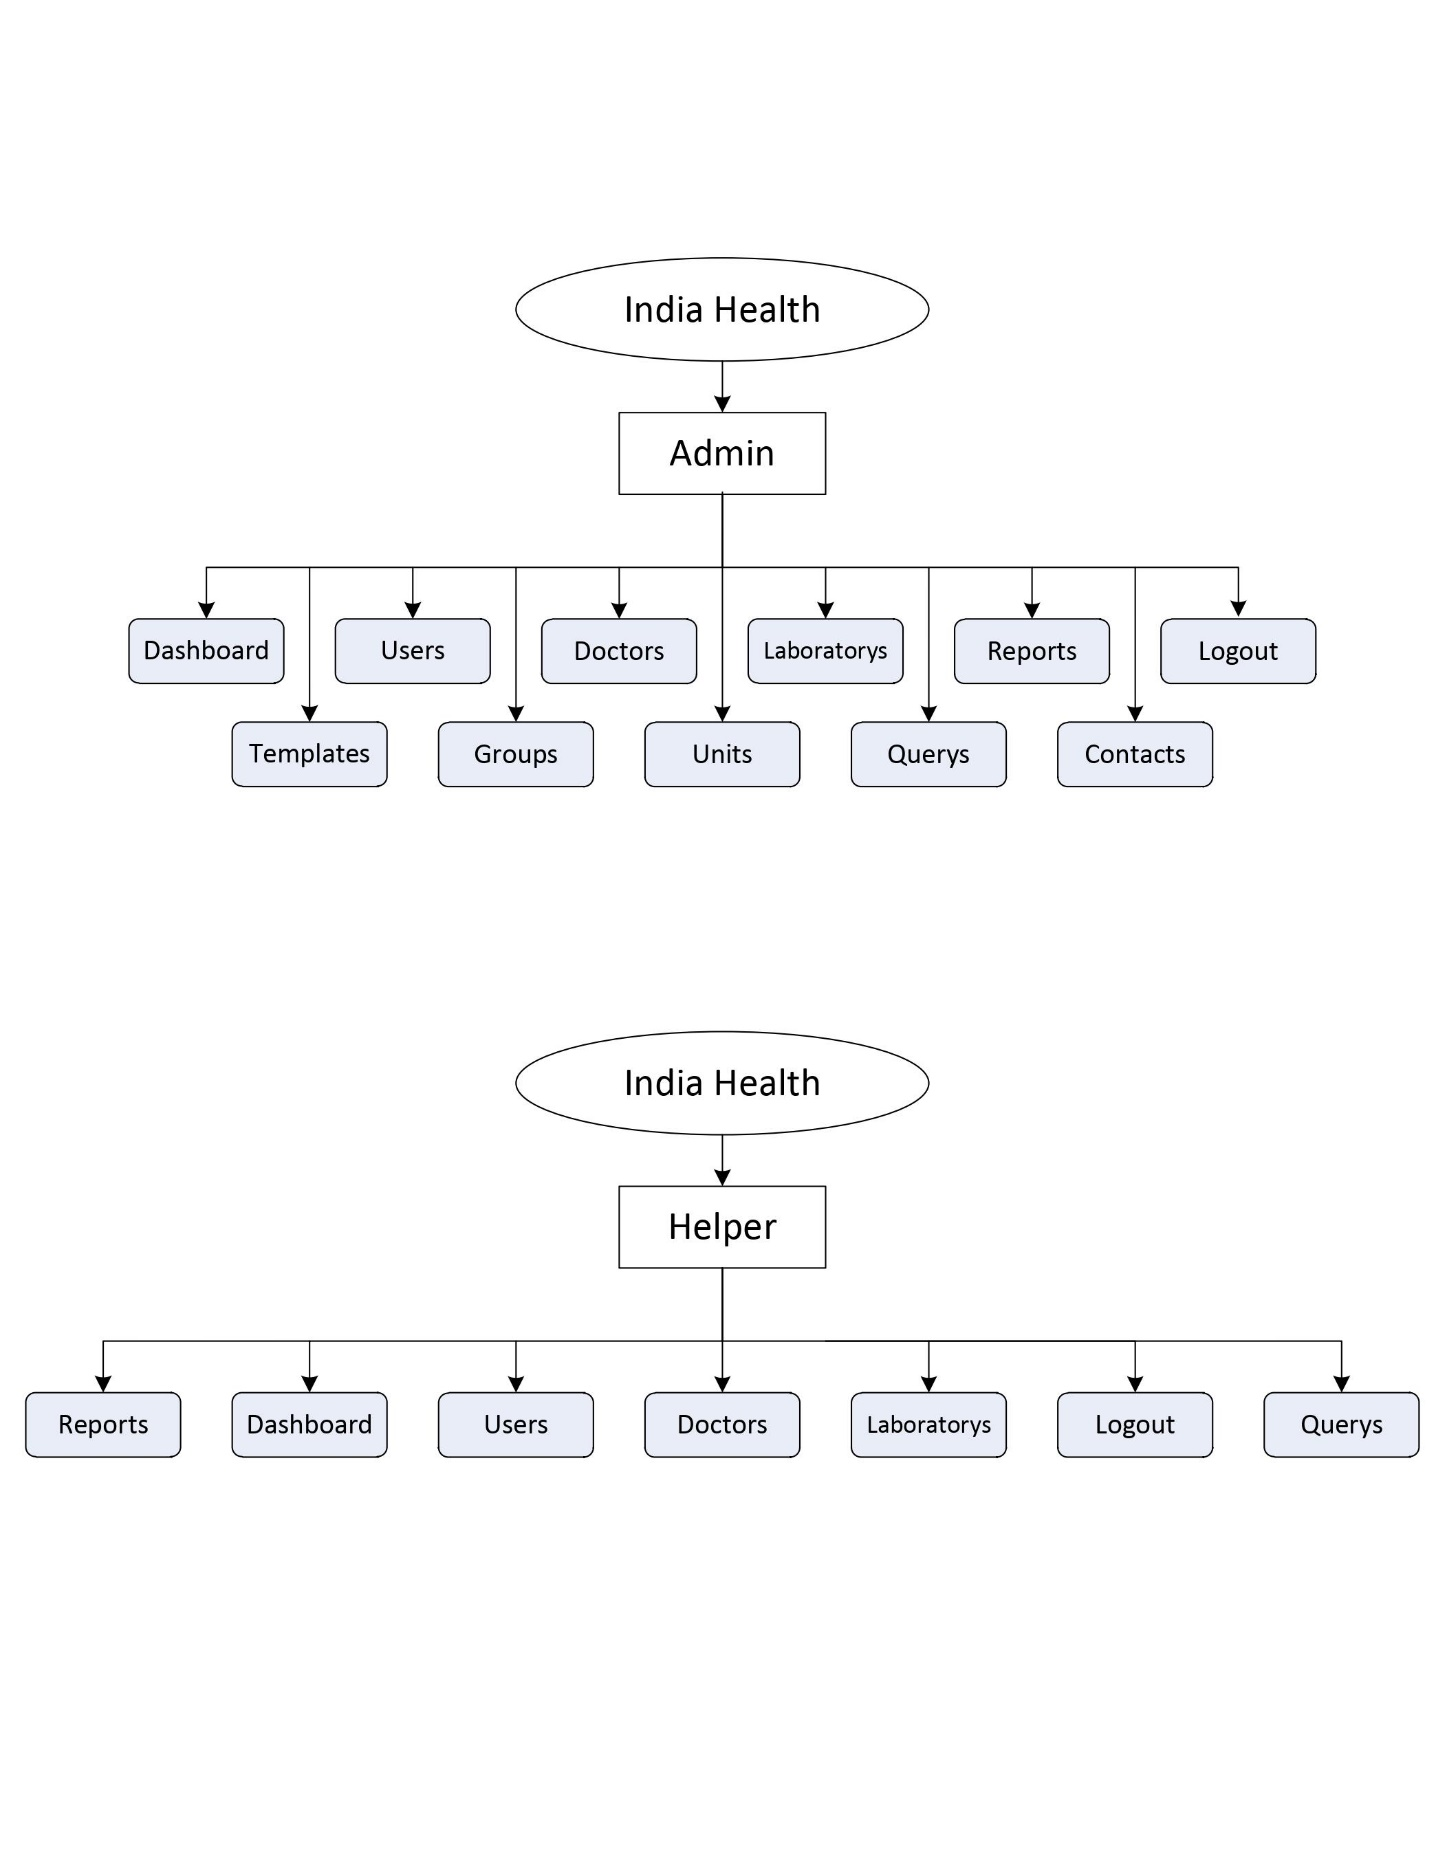 India Health
Admin
Dashboard
Users
Doctors
Laboratorys
Reports
Logout
Templates
Groups
Units
Querys
Contacts
India Health
Helper
Reports
Dashboard
Users
Doctors
Laboratorys
Logout
Querys